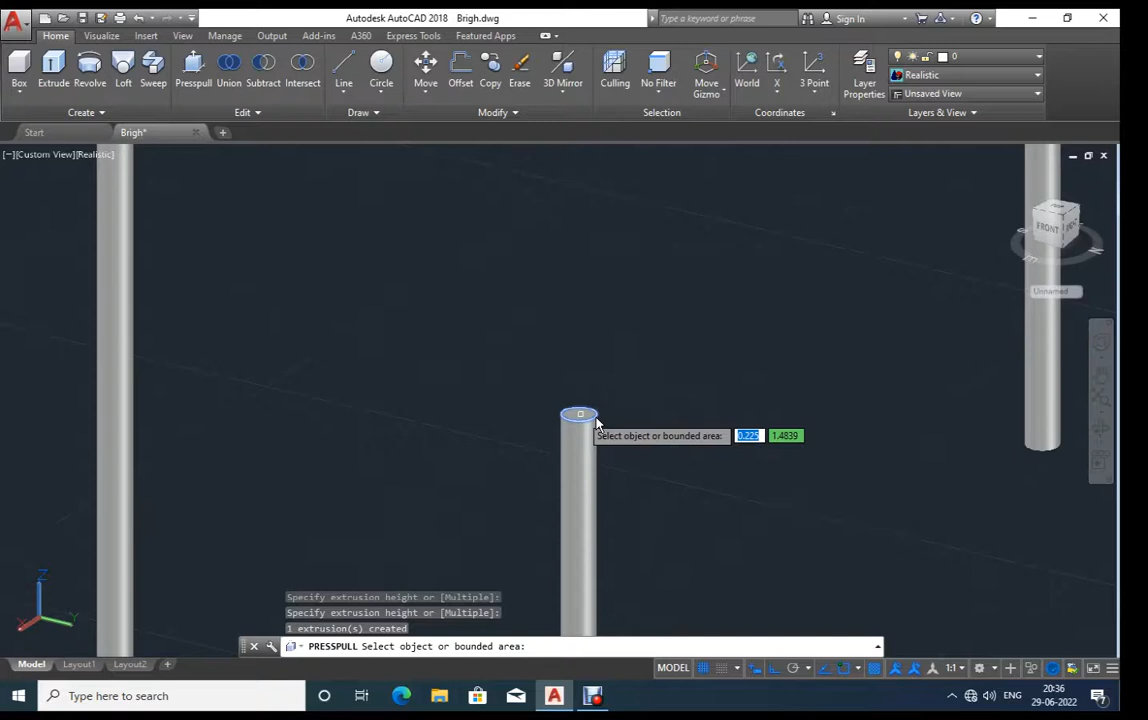 Autodesk AutoCAD 2018 Brigh.dwg
Type a keyword or phrase
Sign In
Home Visualize Insert View Manage Output Add-ins A360 Express Tools Featured Apps
Box Extrude Revolve Loft Sweep Presspull Union Subtract Intersect Line Circle Move Offset Copy Erase 3D Mirror Culling No Filter Move Gizmo World X 3 Point Layer Properties
0
Realistic
Unsaved View
Create Edit Draw Modify Selection Coordinates Layers & View
Start Brigh*
[−][Custom View][Realistic]
FRONT
Unnamed
Select object or bounded area: 0.225 1.4839
Z
X Y
Specify extrusion height or [Multiple]:
Specify extrusion height or [Multiple]:
1 extrusion(s) created
PRESSPULL Select object or bounded area:
Model Layout1 Layout2 MODEL 1:1
Type here to search
ENG
20:36
29-06-2022
7